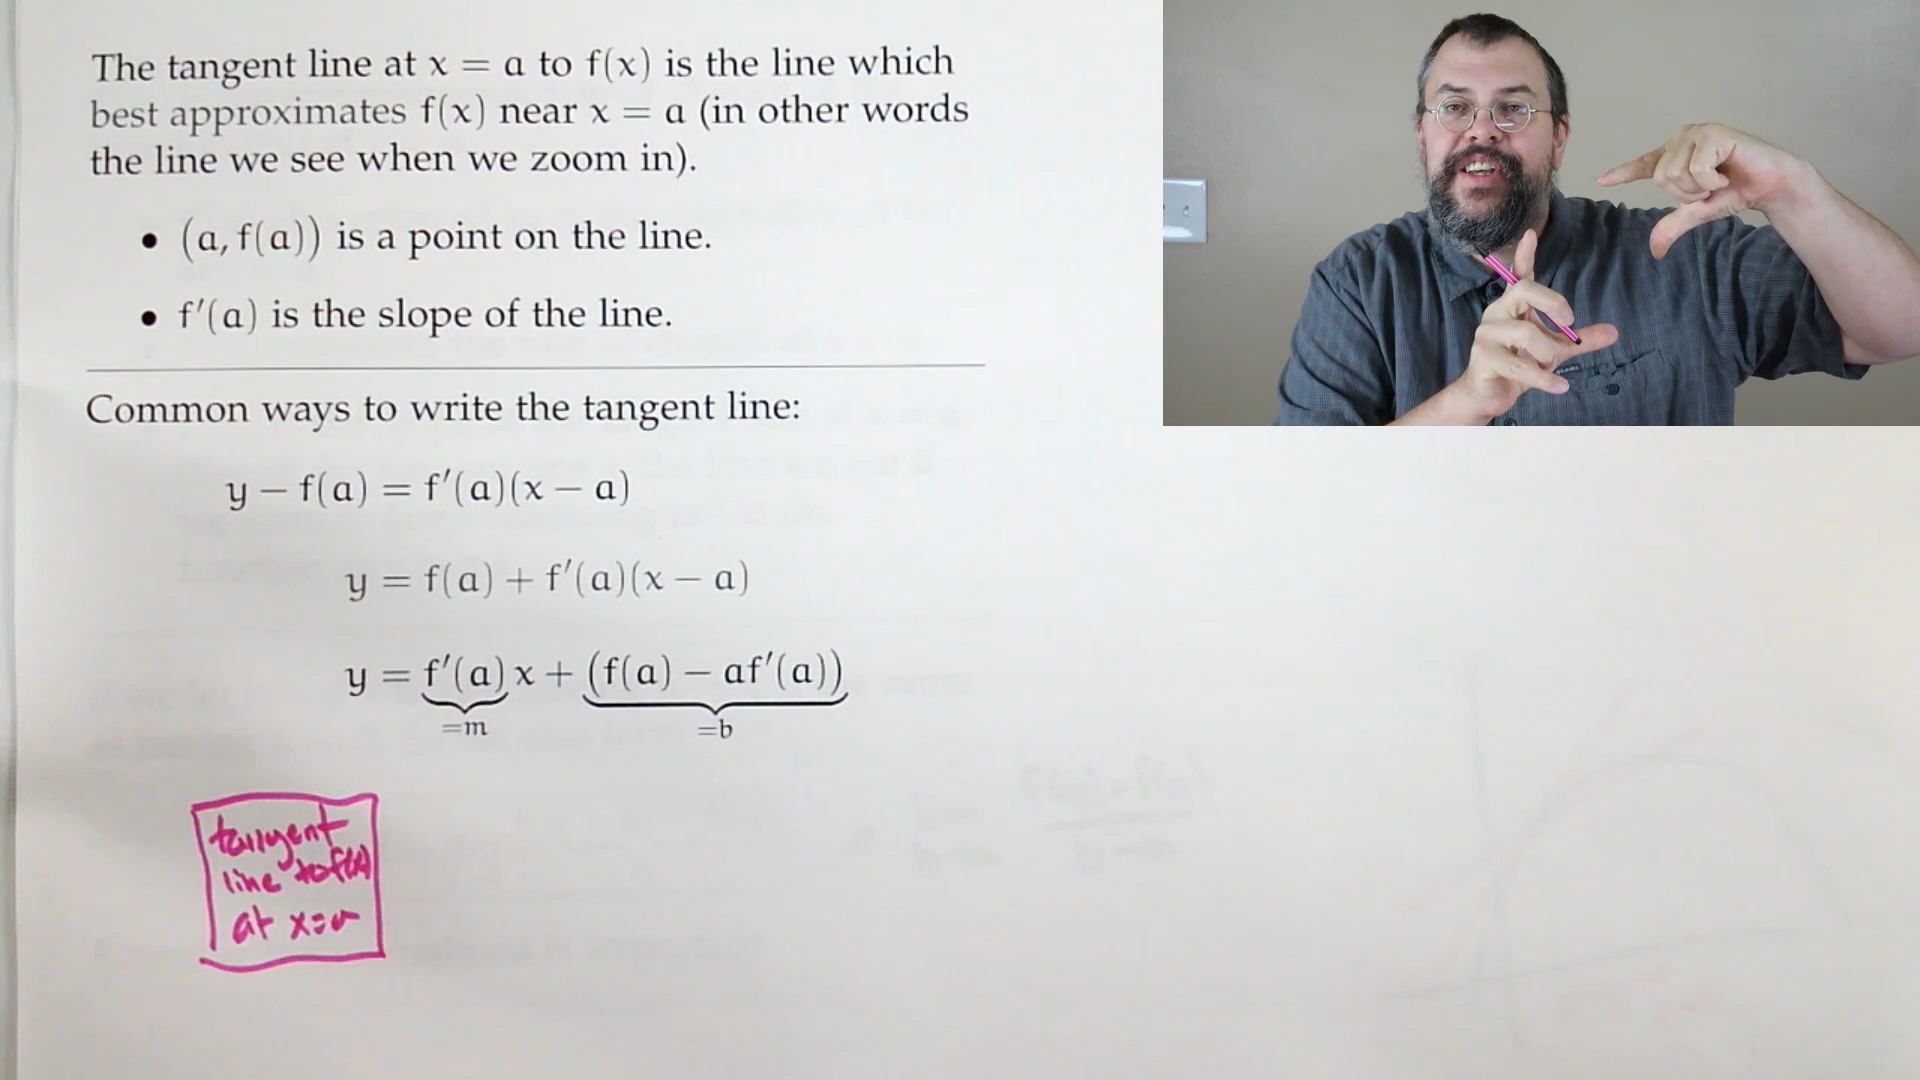 The tangent line at x = a to f(x) is the line which
best approximates f(x) near x = a (in other words
the line we see when we zoom in).
• (a, f(a)) is a point on the line.
• f′(a) is the slope of the line.
Common ways to write the tangent line:
y − f(a) = f′(a)(x − a)
y = f(a) + f′(a)(x − a)
y = f′(a) x + (f(a) − af′(a))
=m =b
tangent
line to f(x)
at x=a